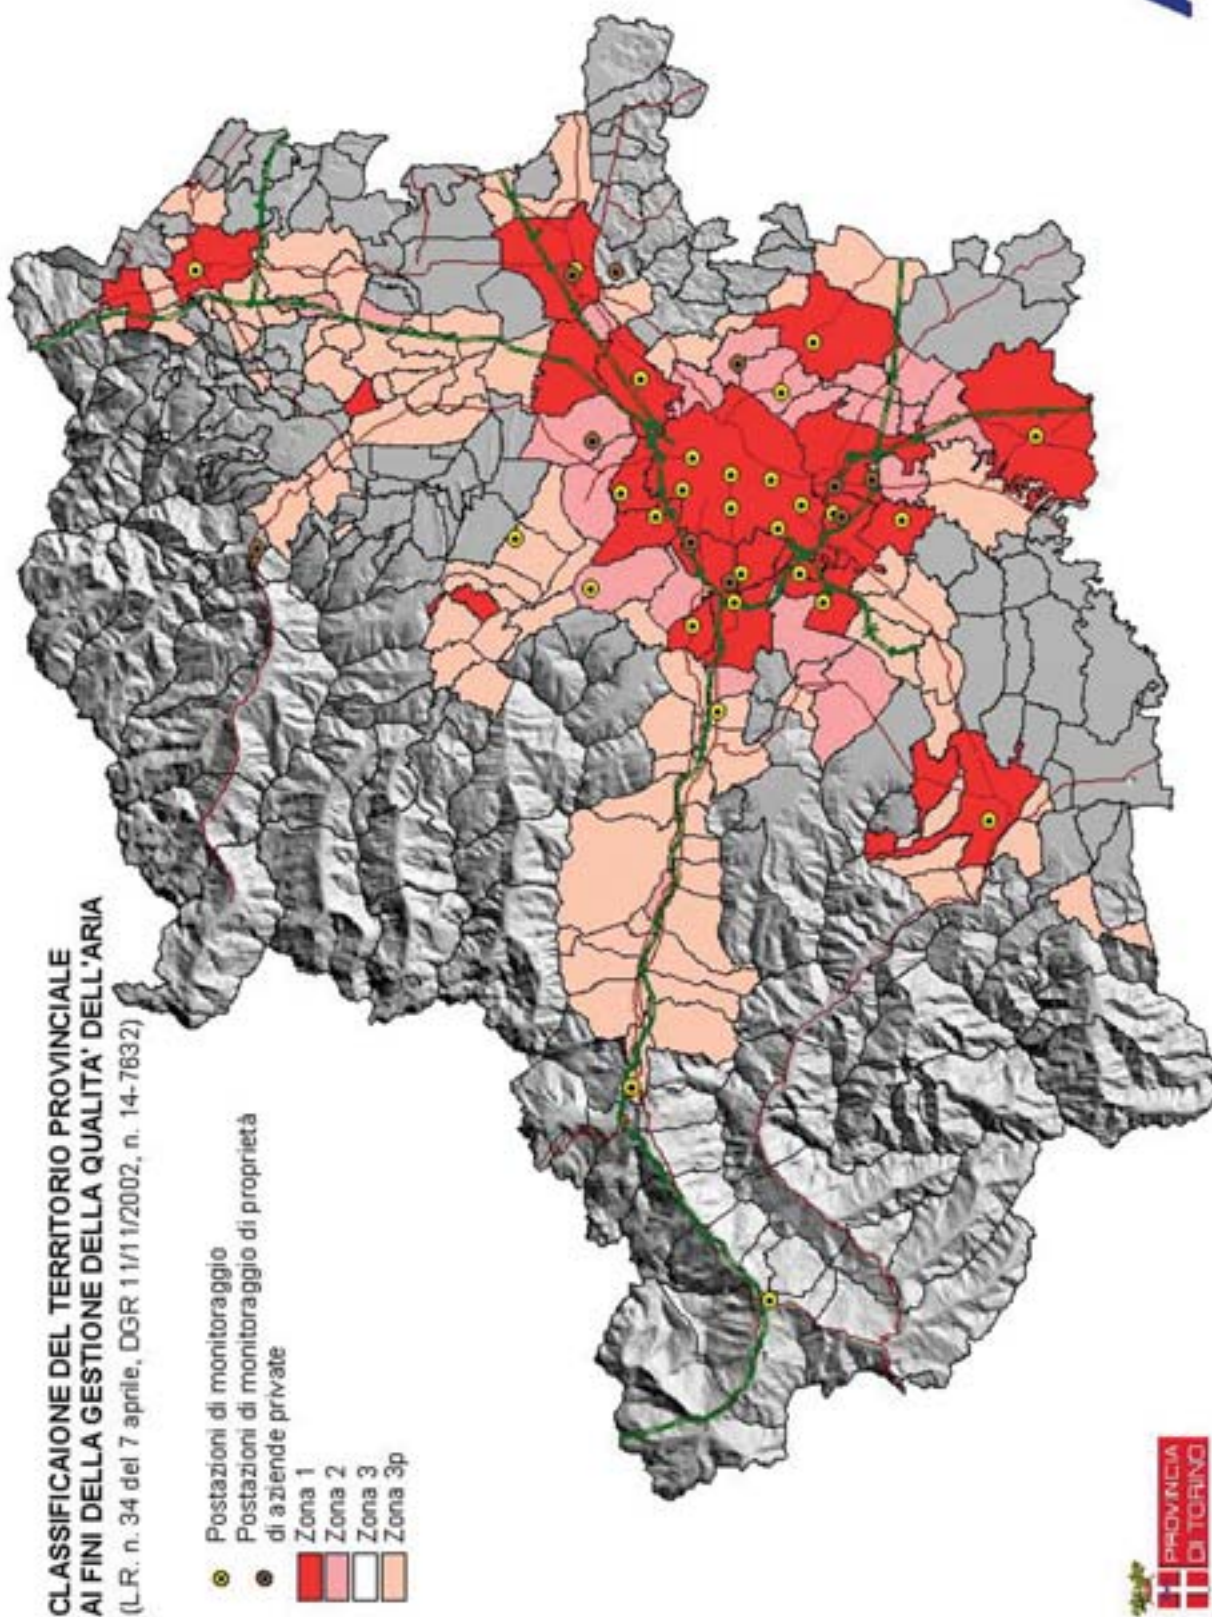 CLASSIFICAIONE DEL TERRITORIO PROVINCIALE
AI FINI DELLA GESTIONE DELLA QUALITA' DELL'ARIA
(L.R. n. 34 del 7 aprile, DGR 11/11/2002, n. 14-7632)
Postazioni di monitoraggio
Postazioni di monitoraggio di proprietà
di aziende private
Zona 1
Zona 2
Zona 3
Zona 3p
PROVINCIA
DI TORINO